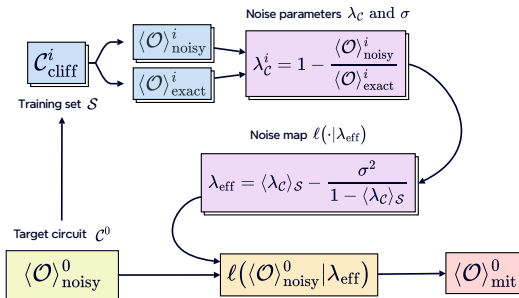 Noise parameters λ_𝒞 and σ
𝒞^i_cliff
⟨𝒪⟩^i_noisy
⟨𝒪⟩^i_exact
λ^i_𝒞 = 1 − ⟨𝒪⟩^i_noisy / ⟨𝒪⟩^i_exact
Training set 𝒮
Noise map ℓ(·|λ_eff)
λ_eff = ⟨λ_𝒞⟩_𝒮 − σ² / (1 − ⟨λ_𝒞⟩_𝒮)
Target circuit 𝒞^0
⟨𝒪⟩^0_noisy
ℓ(⟨𝒪⟩^0_noisy|λ_eff)
⟨𝒪⟩^0_mit